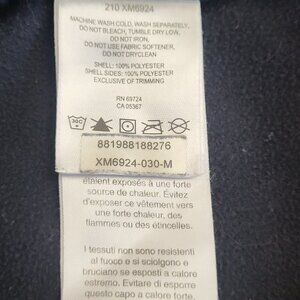 210 XM6924
MACHINE WASH COLD, WASH SEPARATELY,
DO NOT BLEACH, TUMBLE DRY LOW,
DO NOT IRON,
DO NOT USE FABRIC SOFTENER,
DO NOT DRYCLEAN
SHELL: 100% POLYESTER
SHELL SIDES: 100% POLYESTER
EXCLUSIVE OF TRIMMING
RN 69724
CA 05367
30C
881988188276
XM6924-030-M
étaient exposés à une forte
source de chaleur. Évitez
d'exposer ce vêtement vers
une forte chaleur, des
flammes ou des étincelles.
I tessuti non sono resistenti
al fuoco e si sciolgono e
bruciano se esposti a calore
estremo. Evitare di esporre
questo capo a calore estremo,